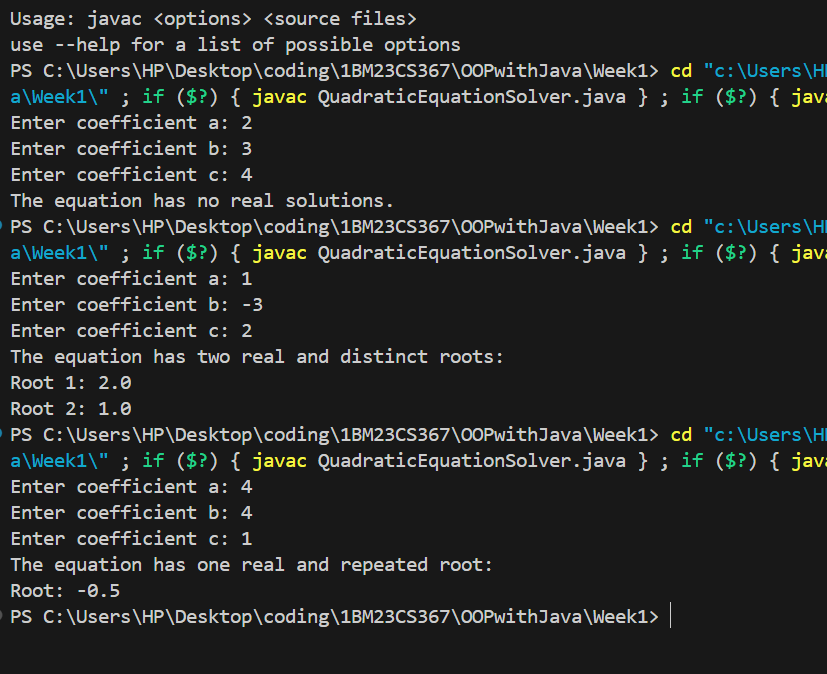 Usage: javac <options> <source files>
use --help for a list of possible options
PS C:\Users\HP\Desktop\coding\1BM23CS367\OOPwithJava\Week1> cd "c:\Users\H
a\Week1\" ; if ($?) { javac QuadraticEquationSolver.java } ; if ($?) { jav
Enter coefficient a: 2
Enter coefficient b: 3
Enter coefficient c: 4
The equation has no real solutions.
PS C:\Users\HP\Desktop\coding\1BM23CS367\OOPwithJava\Week1> cd "c:\Users\H
a\Week1\" ; if ($?) { javac QuadraticEquationSolver.java } ; if ($?) { jav
Enter coefficient a: 1
Enter coefficient b: -3
Enter coefficient c: 2
The equation has two real and distinct roots:
Root 1: 2.0
Root 2: 1.0
PS C:\Users\HP\Desktop\coding\1BM23CS367\OOPwithJava\Week1> cd "c:\Users\H
a\Week1\" ; if ($?) { javac QuadraticEquationSolver.java } ; if ($?) { jav
Enter coefficient a: 4
Enter coefficient b: 4
Enter coefficient c: 1
The equation has one real and repeated root:
Root: -0.5
PS C:\Users\HP\Desktop\coding\1BM23CS367\OOPwithJava\Week1>